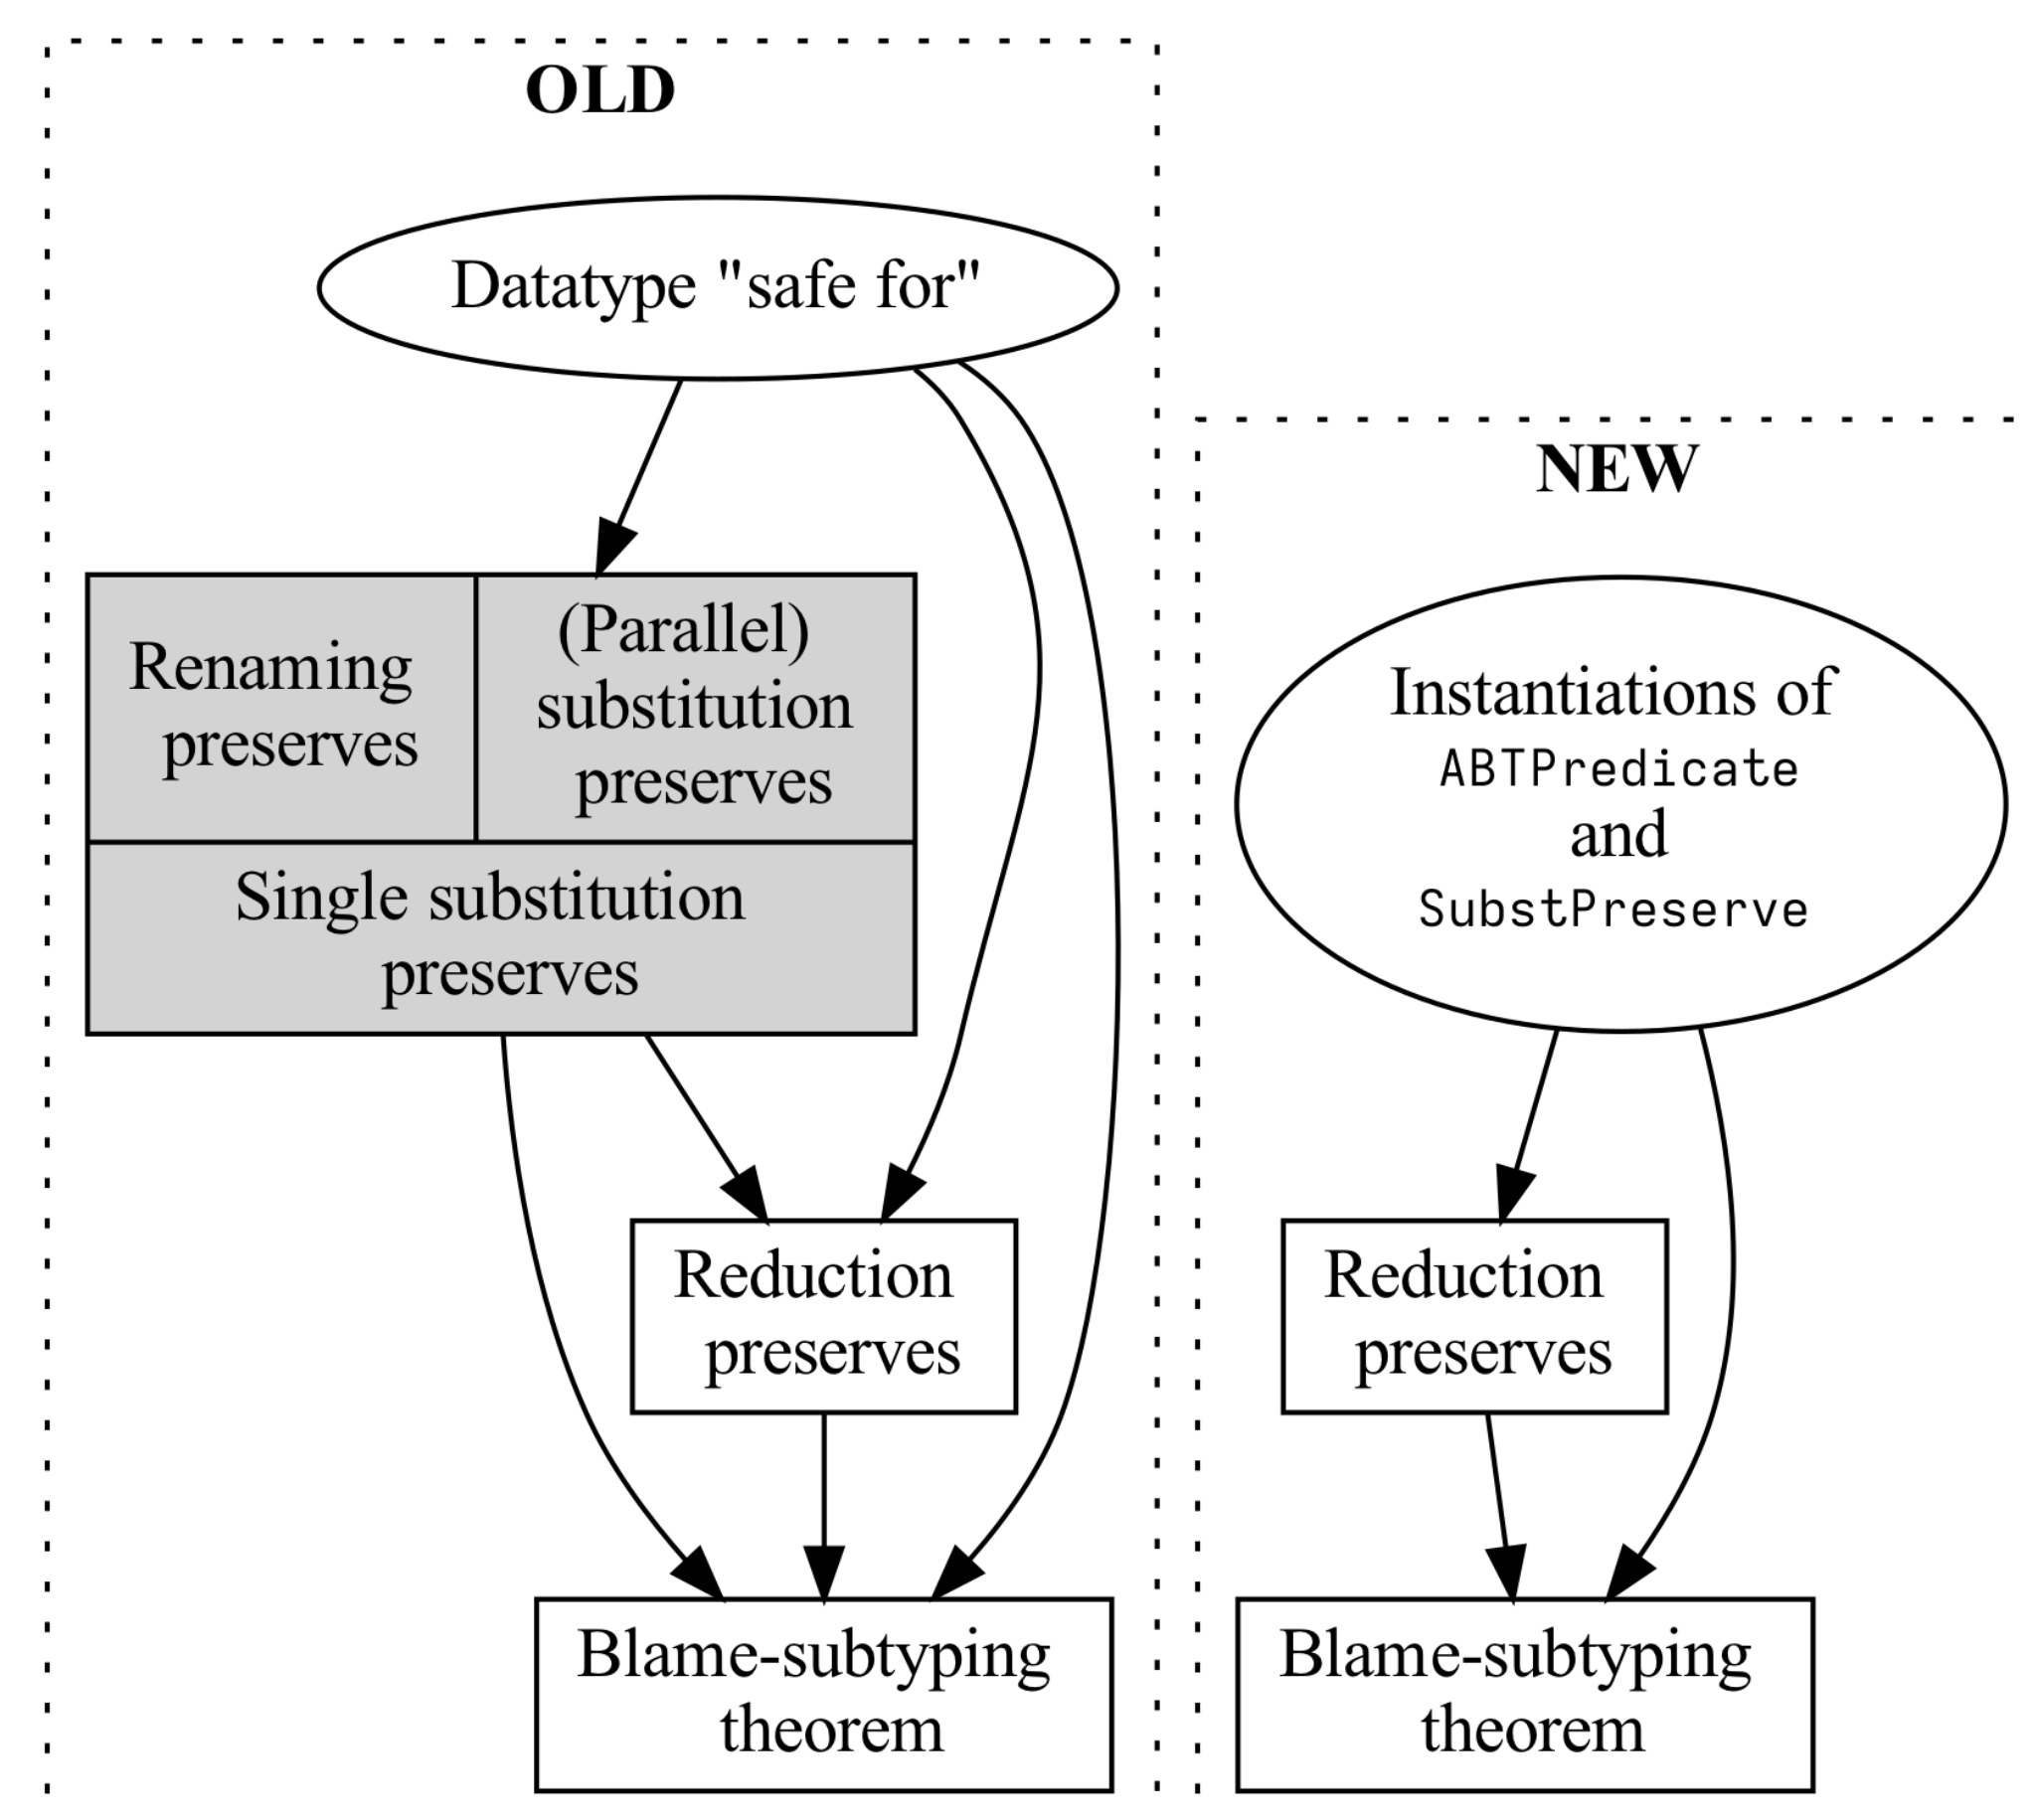 OLD
Datatype "safe for"
Renaming
preserves
(Parallel)
substitution
preserves
Single substitution
preserves
Reduction
preserves
Blame-subtyping
theorem
NEW
Instantiations of
ABTPredicate
and
SubstPreserve
Reduction
preserves
Blame-subtyping
theorem